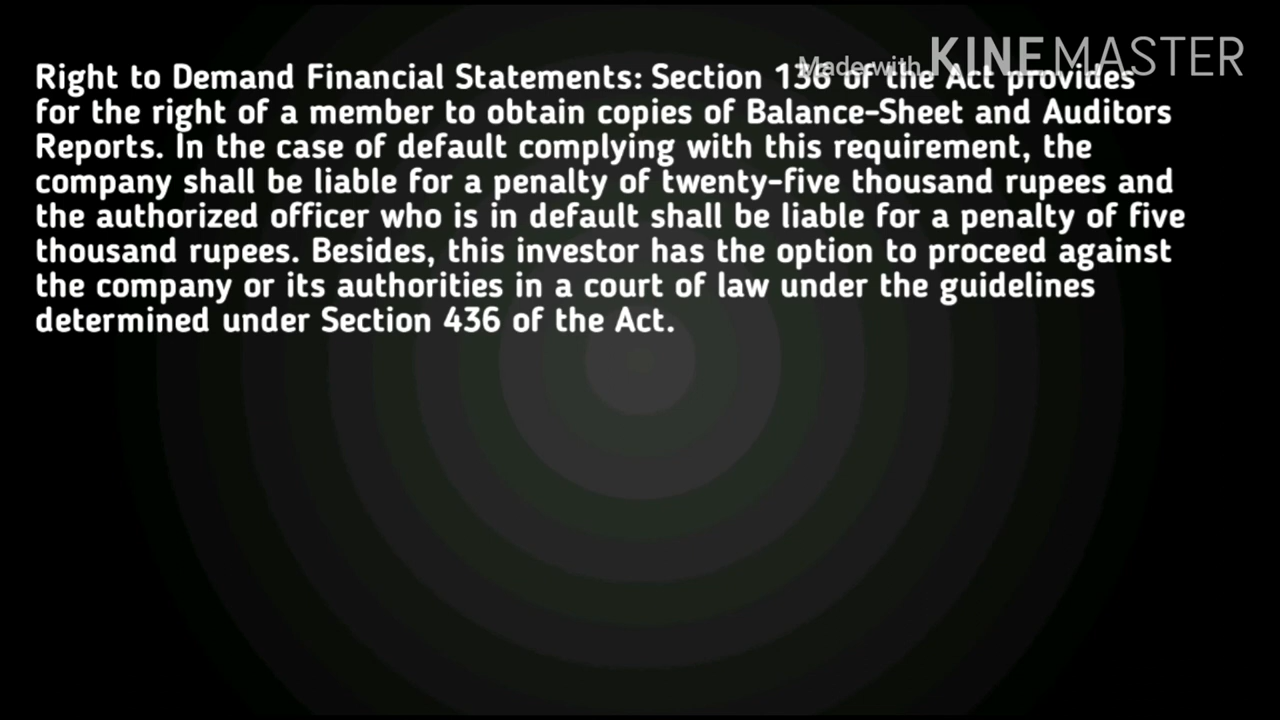 Made with KINEMASTER
Right to Demand Financial Statements: Section 136 of the Act provides
for the right of a member to obtain copies of Balance-Sheet and Auditors
Reports. In the case of default complying with this requirement, the
company shall be liable for a penalty of twenty-five thousand rupees and
the authorized officer who is in default shall be liable for a penalty of five
thousand rupees. Besides, this investor has the option to proceed against
the company or its authorities in a court of law under the guidelines
determined under Section 436 of the Act.